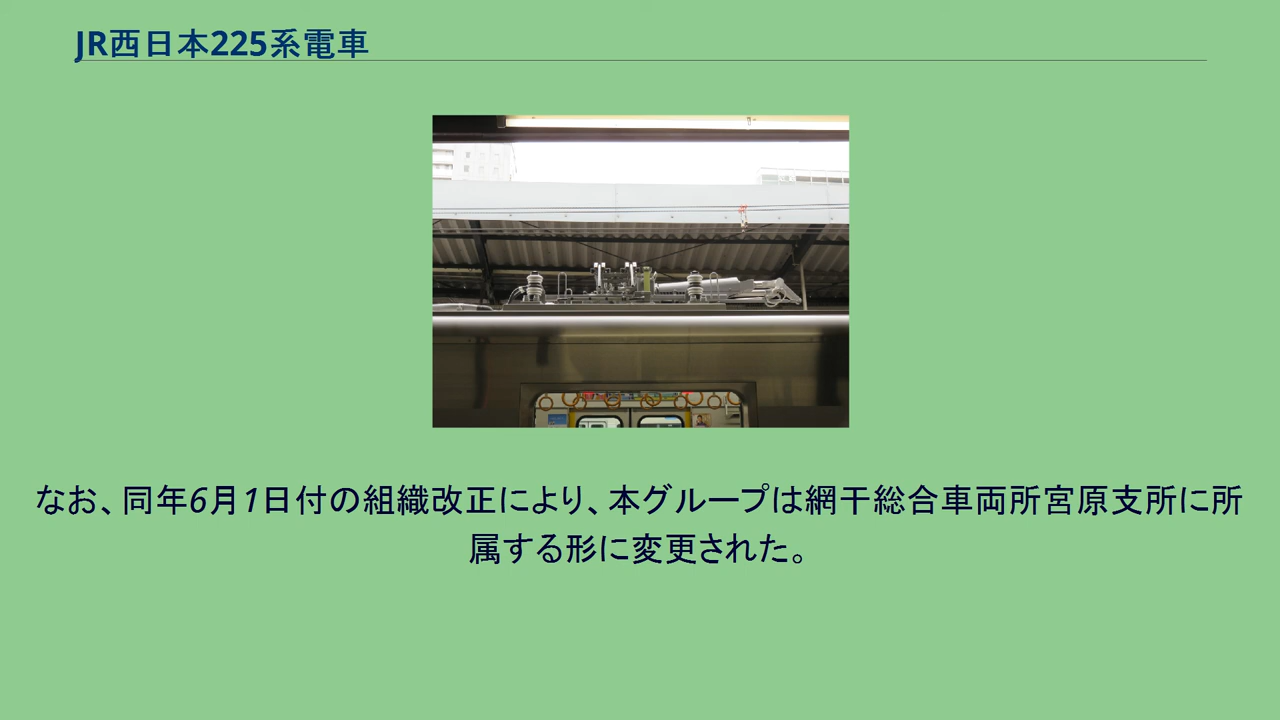 JR西日本225系電車
なお、同年6月1日付の組織改正により、本グループは網干総合車両所宮原支所に所
属する形に変更された。